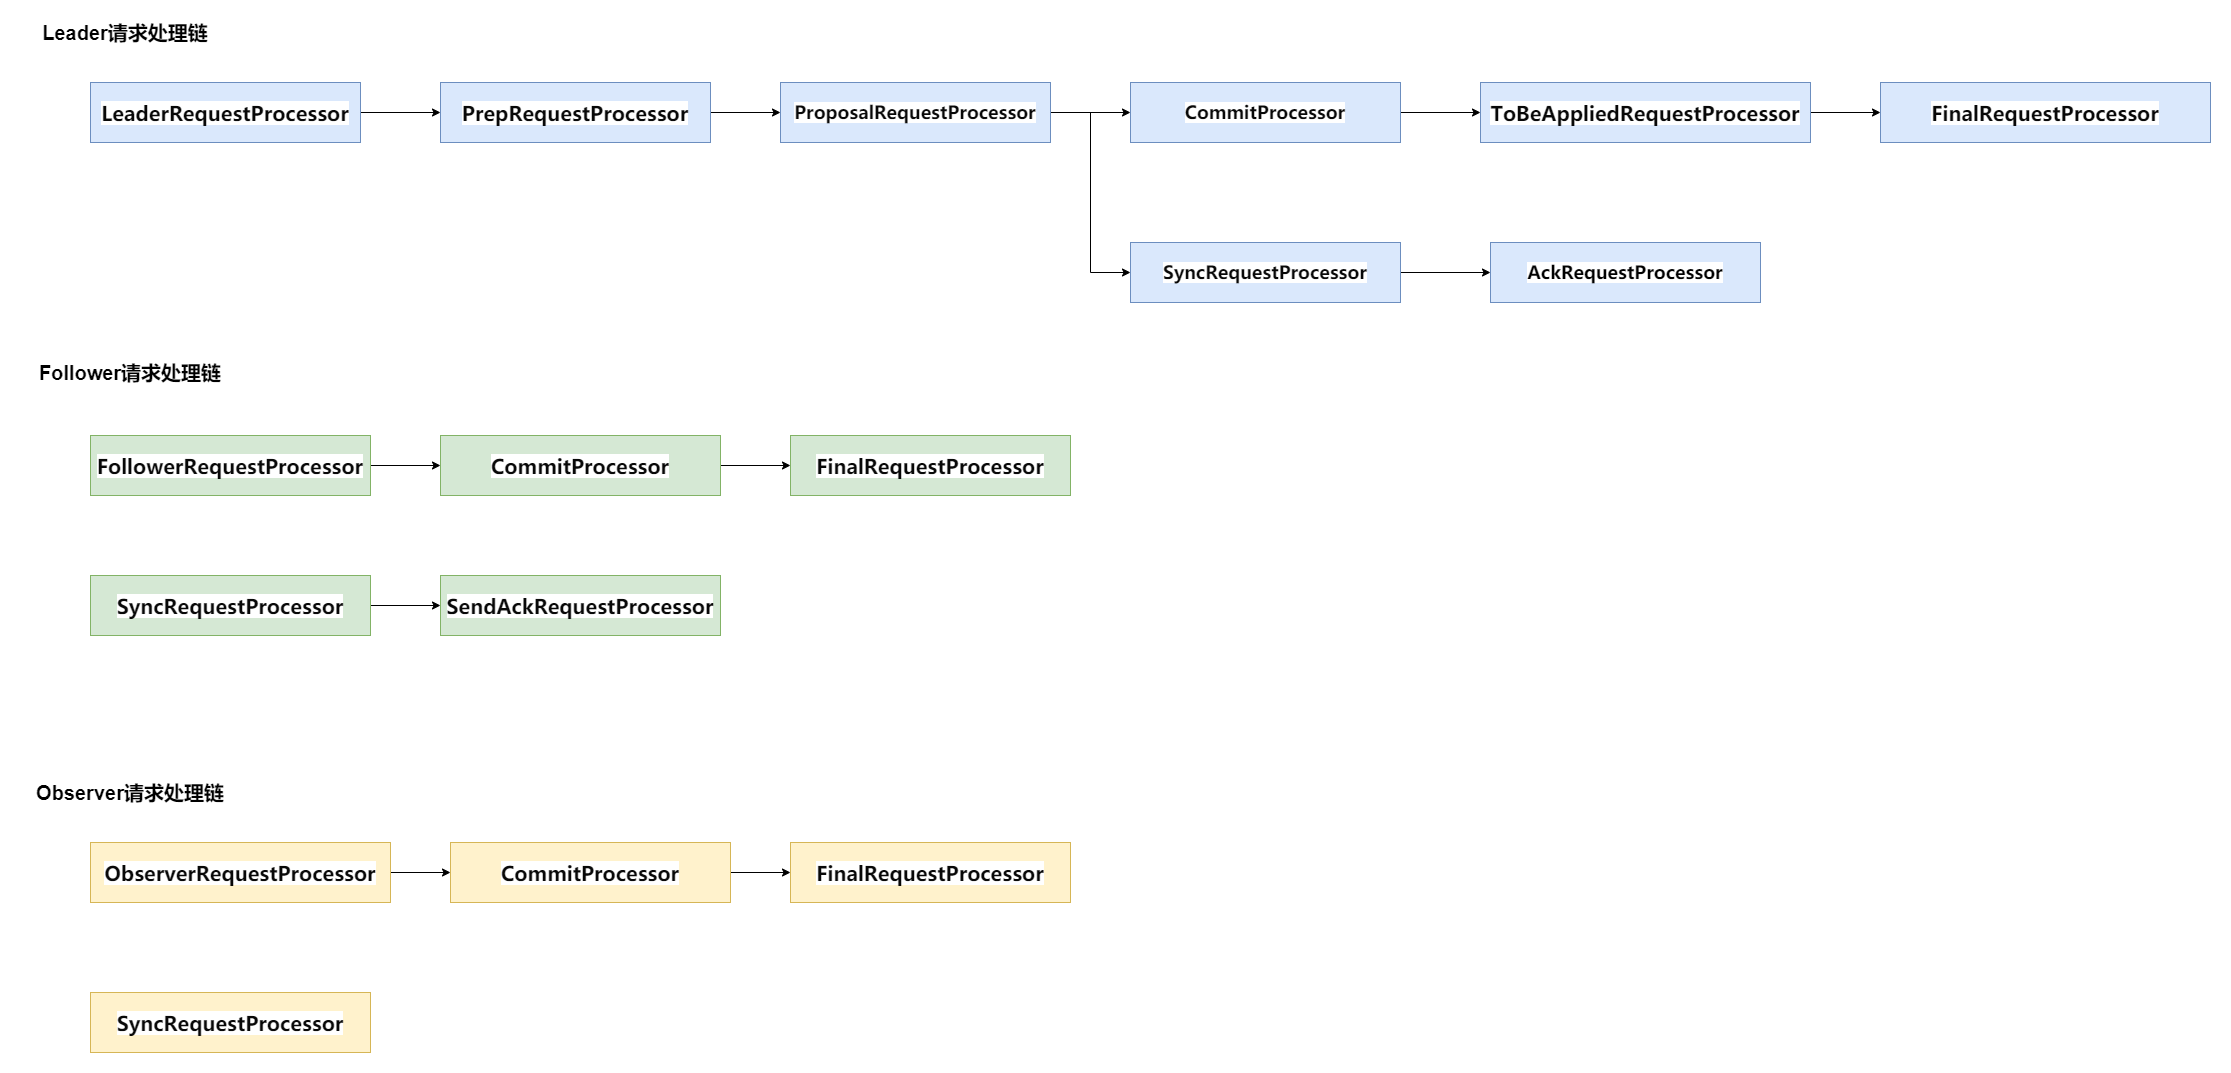 Leader请求处理链
LeaderRequestProcessor
PrepRequestProcessor
ProposalRequestProcessor
CommitProcessor
ToBeAppliedRequestProcessor
FinalRequestProcessor
SyncRequestProcessor
AckRequestProcessor
Follower请求处理链
FollowerRequestProcessor
CommitProcessor
FinalRequestProcessor
SyncRequestProcessor
SendAckRequestProcessor
Observer请求处理链
ObserverRequestProcessor
CommitProcessor
FinalRequestProcessor
SyncRequestProcessor